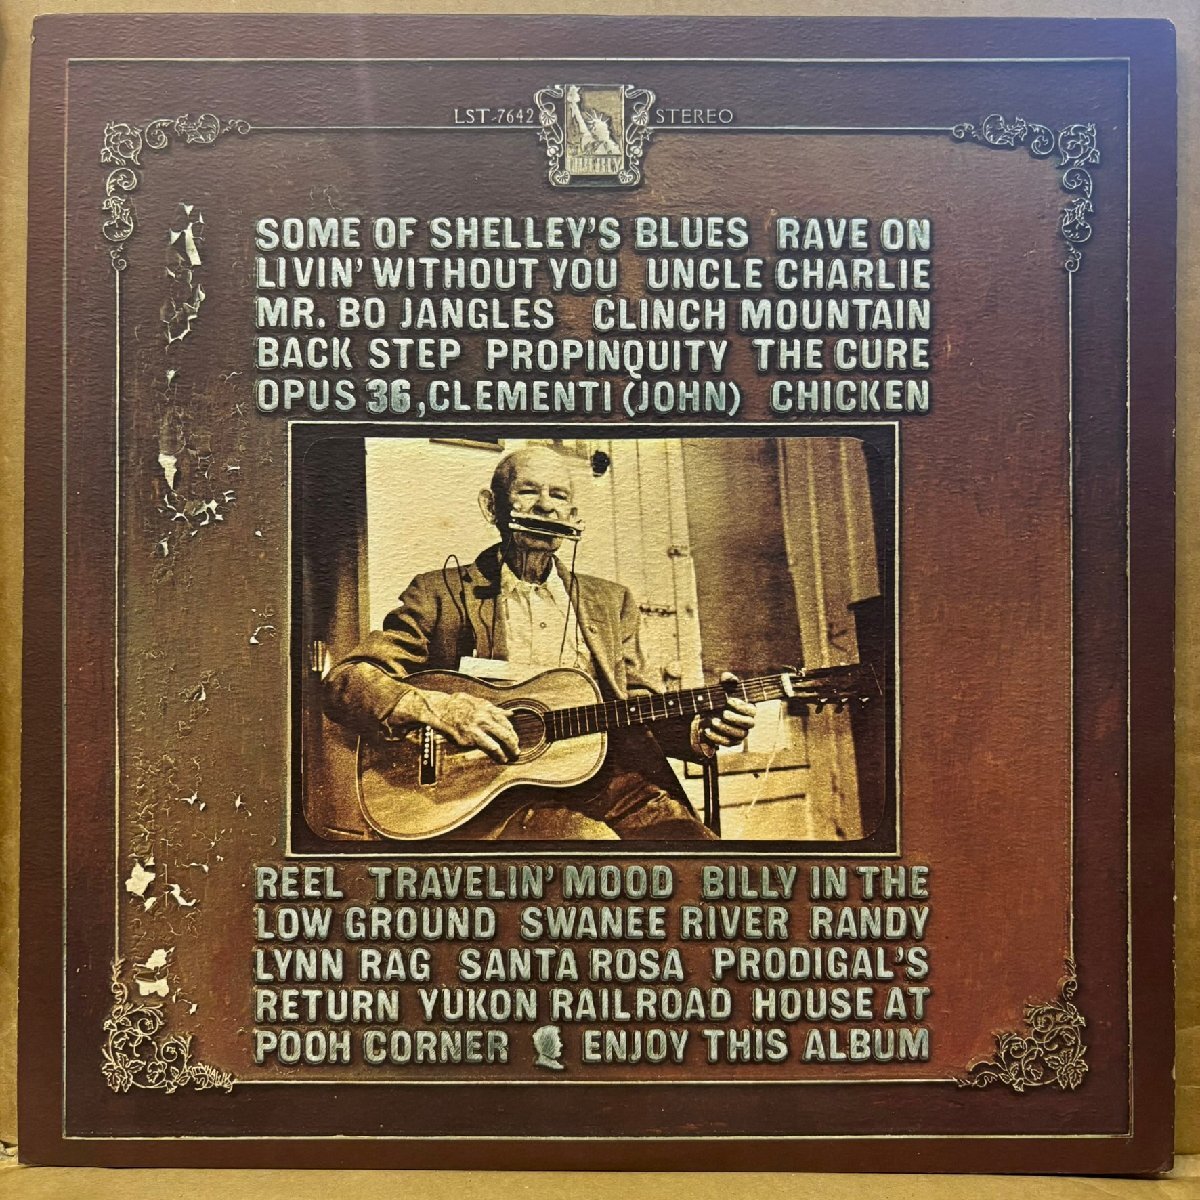 LST-7642 STEREO
LIBERTY
SOME OF SHELLEY'S BLUES RAVE ON
LIVIN' WITHOUT YOU UNCLE CHARLIE
MR. BO JANGLES CLINCH MOUNTAIN
BACK STEP PROPINQUITY THE CURE
OPUS 36, CLEMENTI (JOHN) CHICKEN
REEL TRAVELIN' MOOD BILLY IN THE
LOW GROUND SWANEE RIVER RANDY
LYNN RAG SANTA ROSA PRODIGAL'S
RETURN YUKON RAILROAD HOUSE AT
POOH CORNER ENJOY THIS ALBUM